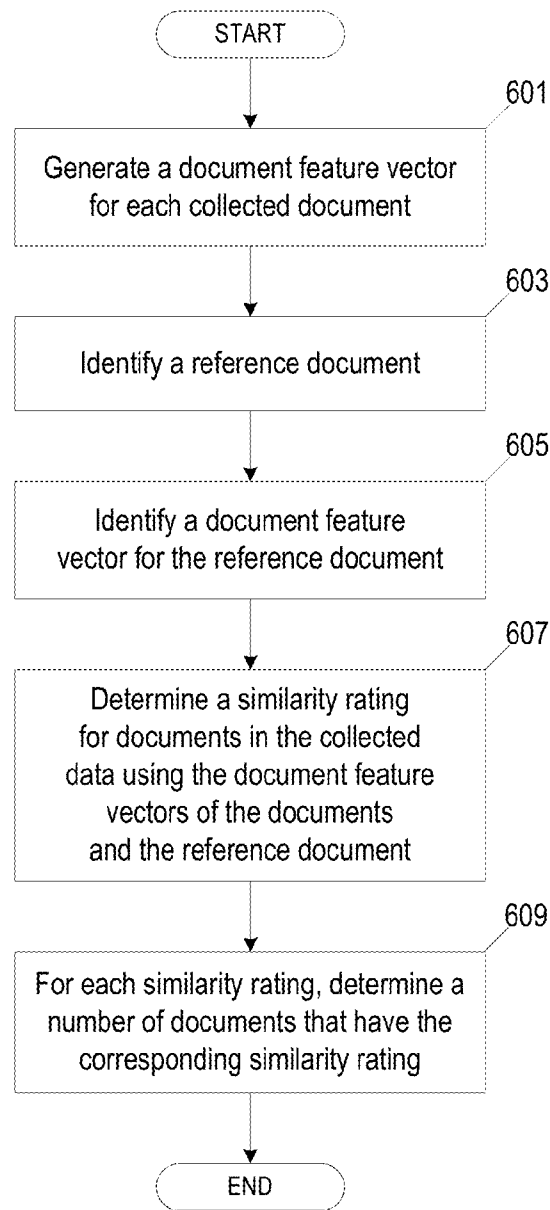 START
601
Generate a document feature vector
for each collected document
603
Identify a reference document
605
Identify a document feature
vector for the reference document
607
Determine a similarity rating
for documents in the collected
data using the document feature
vectors of the documents
and the reference document
609
For each similarity rating, determine a
number of documents that have the
corresponding similarity rating
END